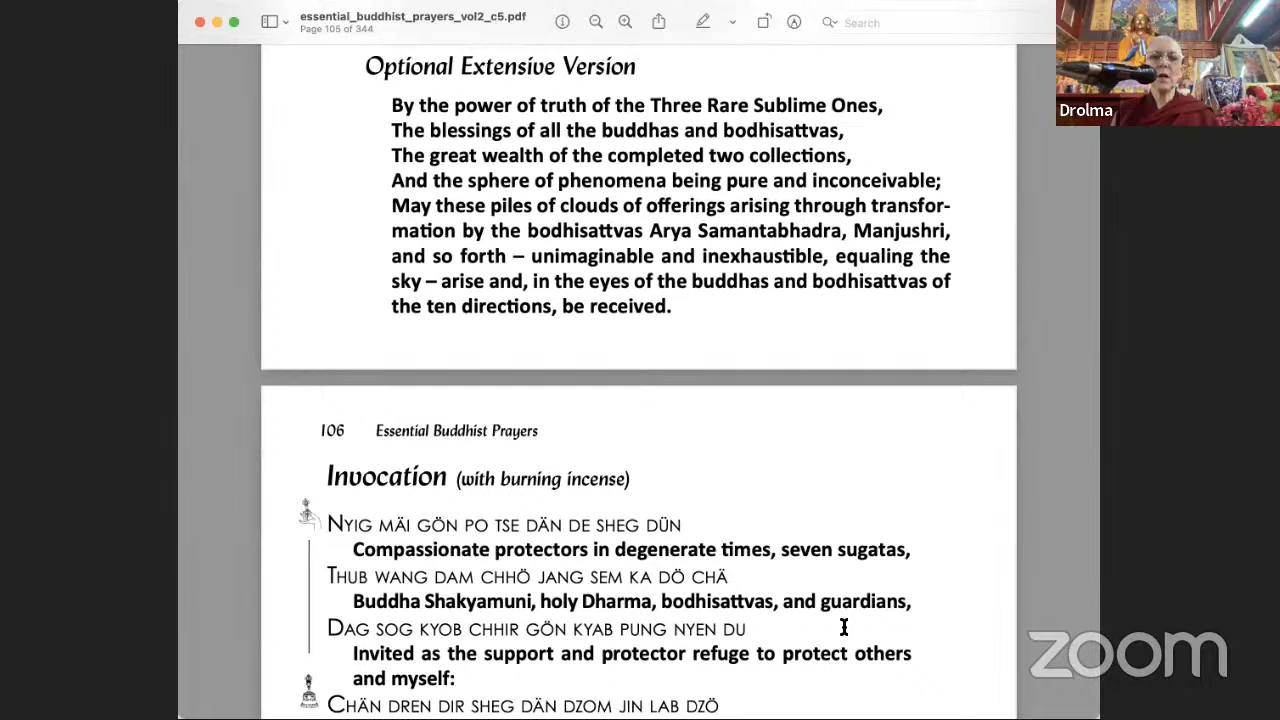 essential_buddhist_prayers_vol2_c5.pdf
Page 105 of 344
Search
Drolma
Optional Extensive Version
By the power of truth of the Three Rare Sublime Ones,
The blessings of all the buddhas and bodhisattvas,
The great wealth of the completed two collections,
And the sphere of phenomena being pure and inconceivable;
May these piles of clouds of offerings arising through transfor-
mation by the bodhisattvas Arya Samantabhadra, Manjushri,
and so forth – unimaginable and inexhaustible, equaling the
sky – arise and, in the eyes of the buddhas and bodhisattvas of
the ten directions, be received.
106 Essential Buddhist Prayers
Invocation (with burning incense)
NYIG MÄI GÖN PO TSE DÄN DE SHEG DÜN
Compassionate protectors in degenerate times, seven sugatas,
THUB WANG DAM CHHÖ JANG SEM KA DÖ CHÄ
Buddha Shakyamuni, holy Dharma, bodhisattvas, and guardians,
DAG SOG KYOB CHHIR GÖN KYAB PUNG NYEN DU
Invited as the support and protector refuge to protect others
and myself:
CHÄN DREN DIR SHEG DÄN DZOM JIN LAB DZÖ
zoom